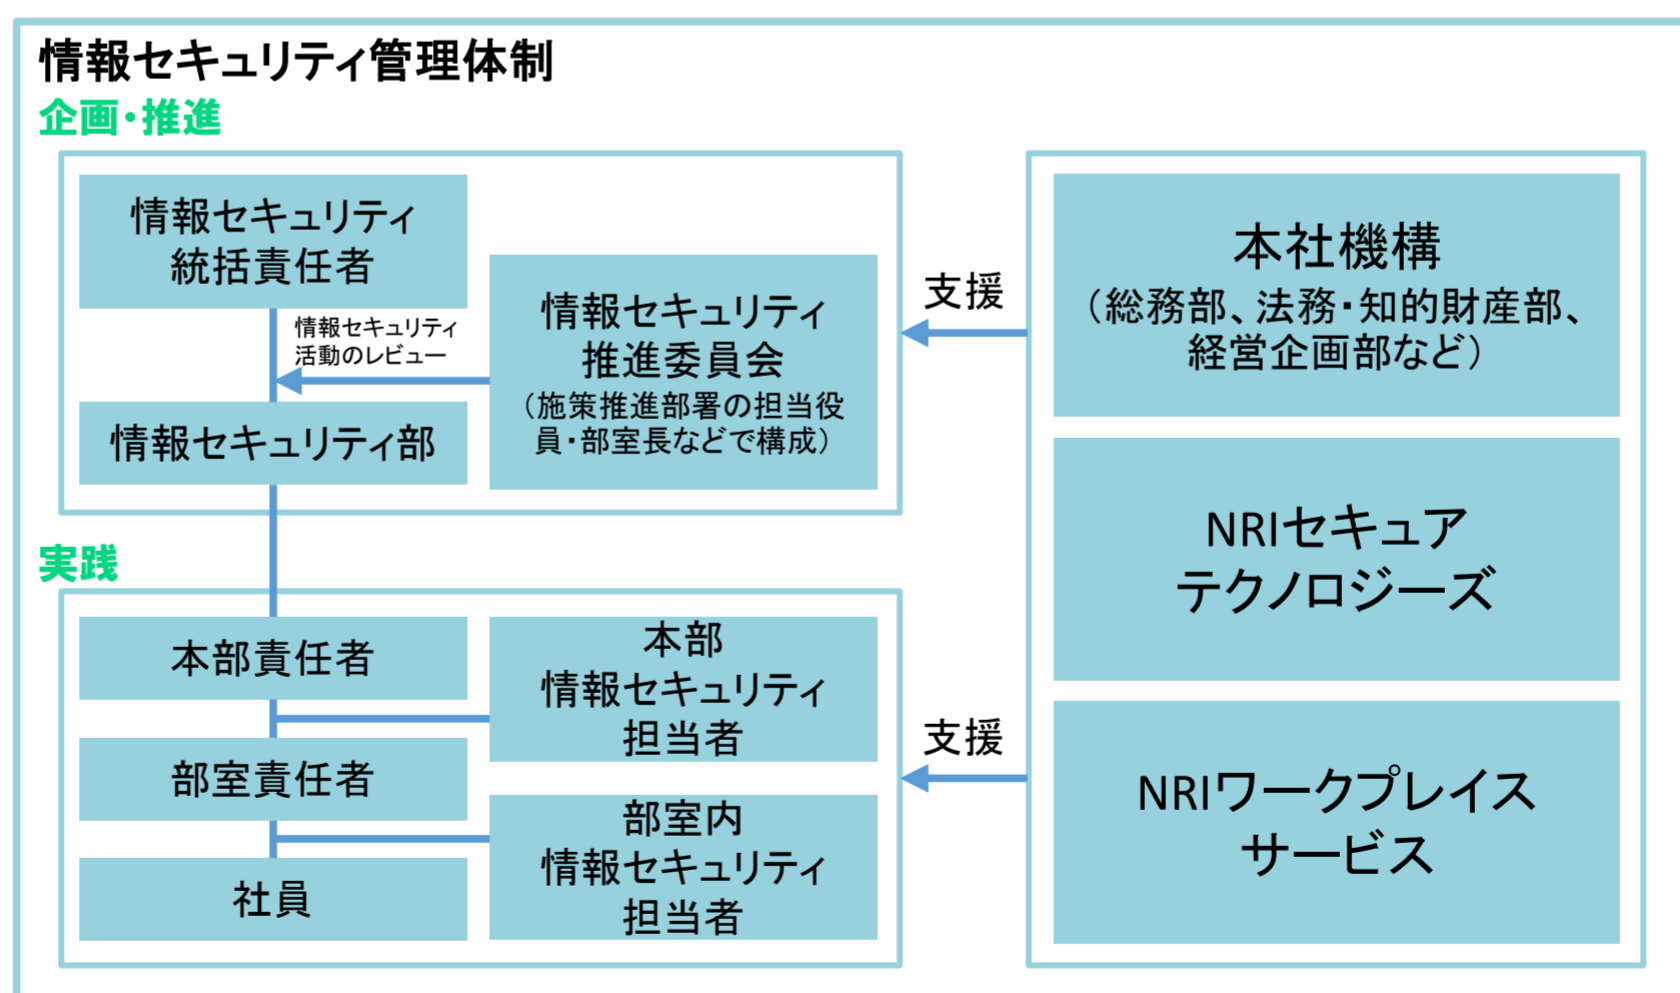 情報セキュリティ管理体制
企画・推進
情報セキュリティ
統括責任者
情報セキュリティ
活動のレビュー
情報セキュリティ部
情報セキュリティ
推進委員会
（施策推進部署の担当役
員・部室長などで構成）
支援
本社機構
（総務部、法務・知的財産部、
経営企画部など）
NRIセキュア
テクノロジーズ
NRIワークプレイス
サービス
実践
本部責任者
本部
情報セキュリティ
担当者
部室責任者
部室内
情報セキュリティ
担当者
社員
支援